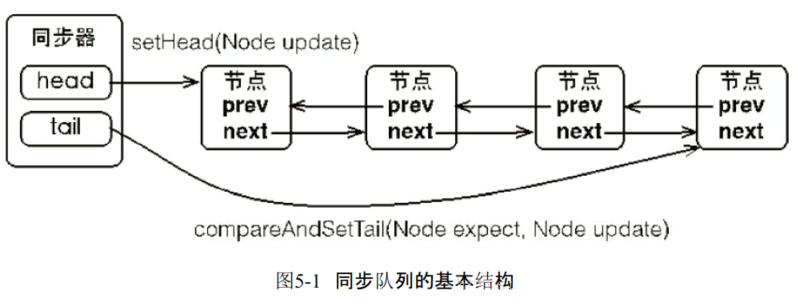 同步器
setHead(Node update)
head
tail
节点
prev
next
节点
prev
next
节点
prev
next
节点
prev
next
compareAndSetTail(Node expect, Node update)
图5-1 同步队列的基本结构